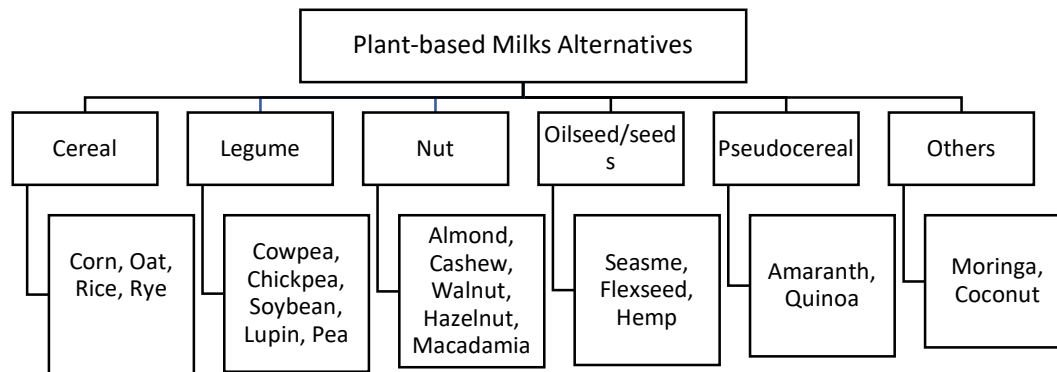 Plant-based Milks Alternatives
Cereal
Legume
Nut
Oilseed/seed
s
Pseudocereal
Others
Corn, Oat,
Rice, Rye
Cowpea,
Chickpea,
Soybean,
Lupin, Pea
Almond,
Cashew,
Walnut,
Hazelnut,
Macadamia
Seasme,
Flexseed,
Hemp
Amaranth,
Quinoa
Moringa,
Coconut